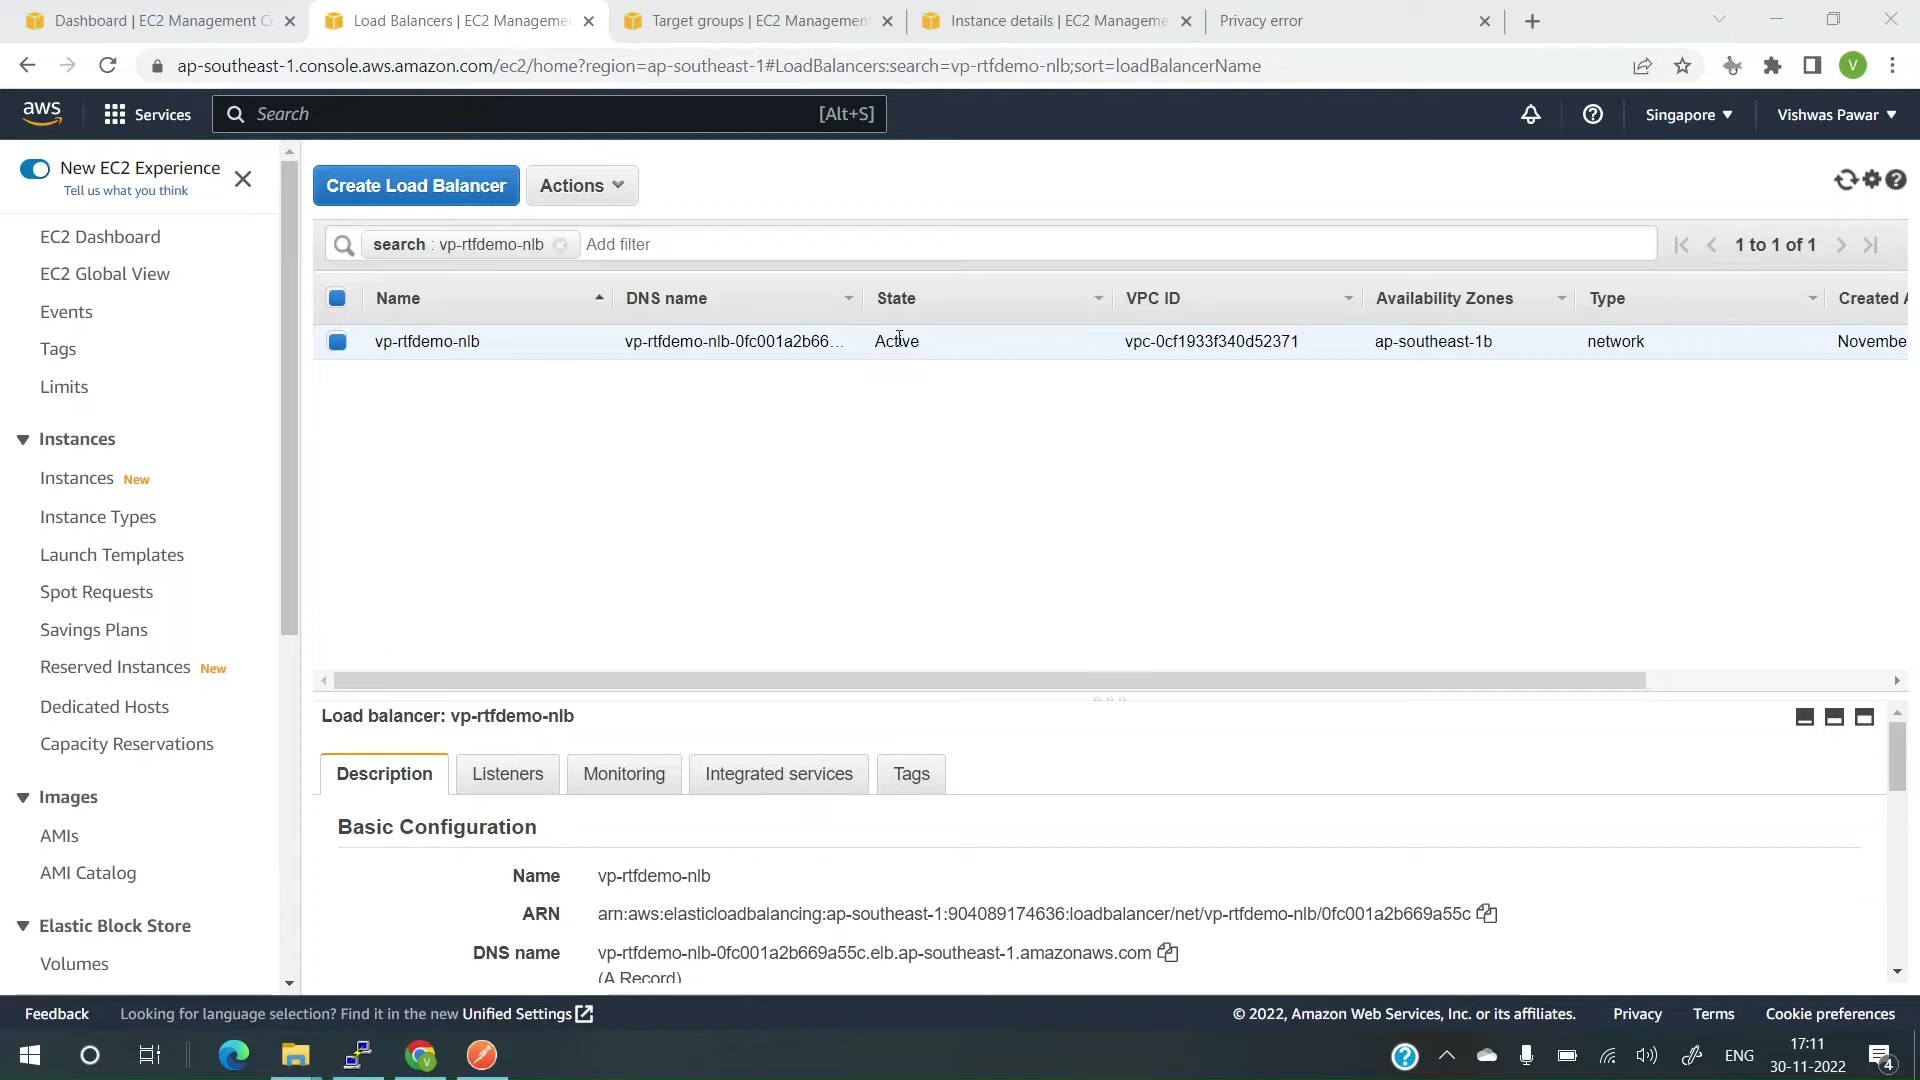 Dashboard | EC2 Management C
Load Balancers | EC2 Manageme
Target groups | EC2 Management
Instance details | EC2 Manageme
Privacy error
ap-southeast-1.console.aws.amazon.com/ec2/home?region=ap-southeast-1#LoadBalancers:search=vp-rtfdemo-nlb;sort=loadBalancerName
V
aws
Services
Search
[Alt+S]
Singapore
Vishwas Pawar
New EC2 Experience
Tell us what you think
EC2 Dashboard
EC2 Global View
Events
Tags
Limits
Instances
Instances New
Instance Types
Launch Templates
Spot Requests
Savings Plans
Reserved Instances New
Dedicated Hosts
Capacity Reservations
Images
AMIs
AMI Catalog
Elastic Block Store
Volumes
Create Load Balancer
Actions
search : vp-rtfdemo-nlb
Add filter
1 to 1 of 1
Name
DNS name
State
VPC ID
Availability Zones
Type
Created A
vp-rtfdemo-nlb
vp-rtfdemo-nlb-0fc001a2b66...
Active
vpc-0cf1933f340d52371
ap-southeast-1b
network
Novembe
Load balancer: vp-rtfdemo-nlb
Description
Listeners
Monitoring
Integrated services
Tags
Basic Configuration
Name vp-rtfdemo-nlb
ARN arn:aws:elasticloadbalancing:ap-southeast-1:904089174636:loadbalancer/net/vp-rtfdemo-nlb/0fc001a2b669a55c
DNS name vp-rtfdemo-nlb-0fc001a2b669a55c.elb.ap-southeast-1.amazonaws.com
(A Record)
Feedback
Looking for language selection? Find it in the new Unified Settings
© 2022, Amazon Web Services, Inc. or its affiliates.
Privacy
Terms
Cookie preferences
ENG
17:11
30-11-2022
4